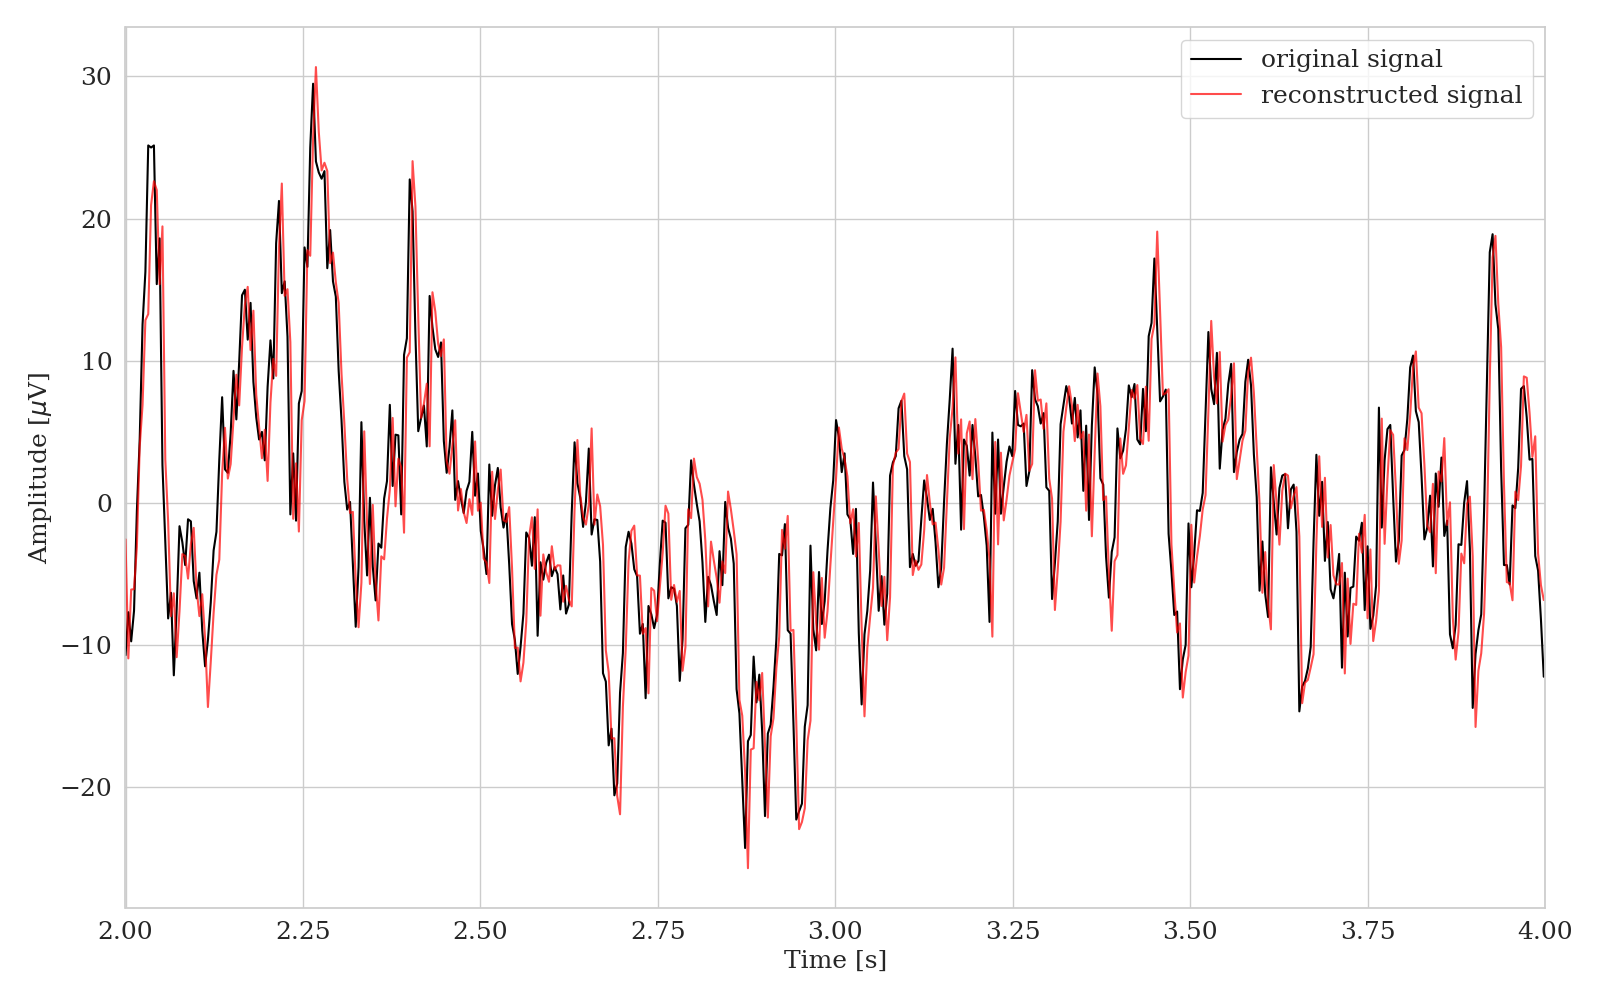 original signal
reconstructed signal
Amplitude [μV]
30
20
10
0
−10
−20
2.00 2.25 2.50 2.75 3.00 3.25 3.50 3.75 4.00
Time [s]